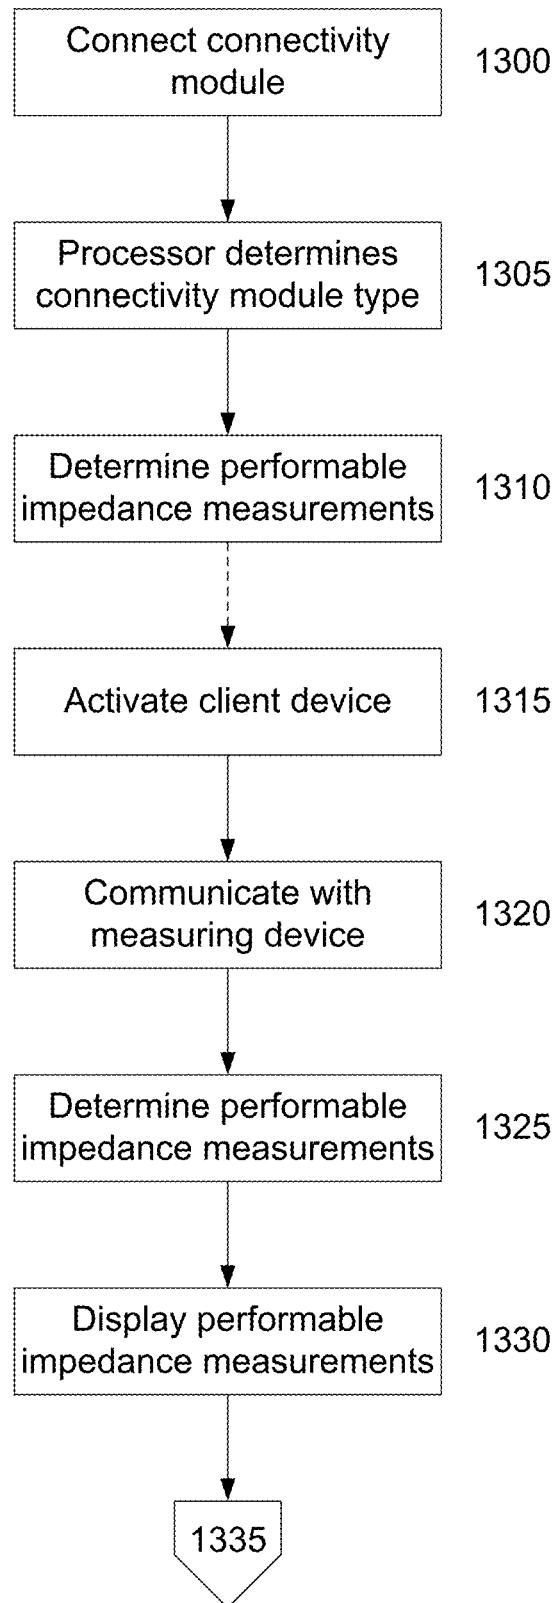 Connect connectivity
module
1300
Processor determines
connectivity module type
1305
Determine performable
impedance measurements
1310
Activate client device
1315
Communicate with
measuring device
1320
Determine performable
impedance measurements
1325
Display performable
impedance measurements
1330
1335